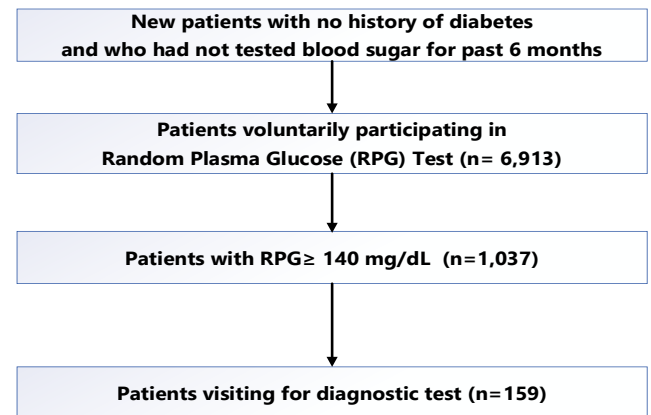 New patients with no history of diabetes
and who had not tested blood sugar for past 6 months
Patients voluntarily participating in
Random Plasma Glucose (RPG) Test (n= 6,913)
Patients with RPG≥ 140 mg/dL (n=1,037)
Patients visiting for diagnostic test (n=159)